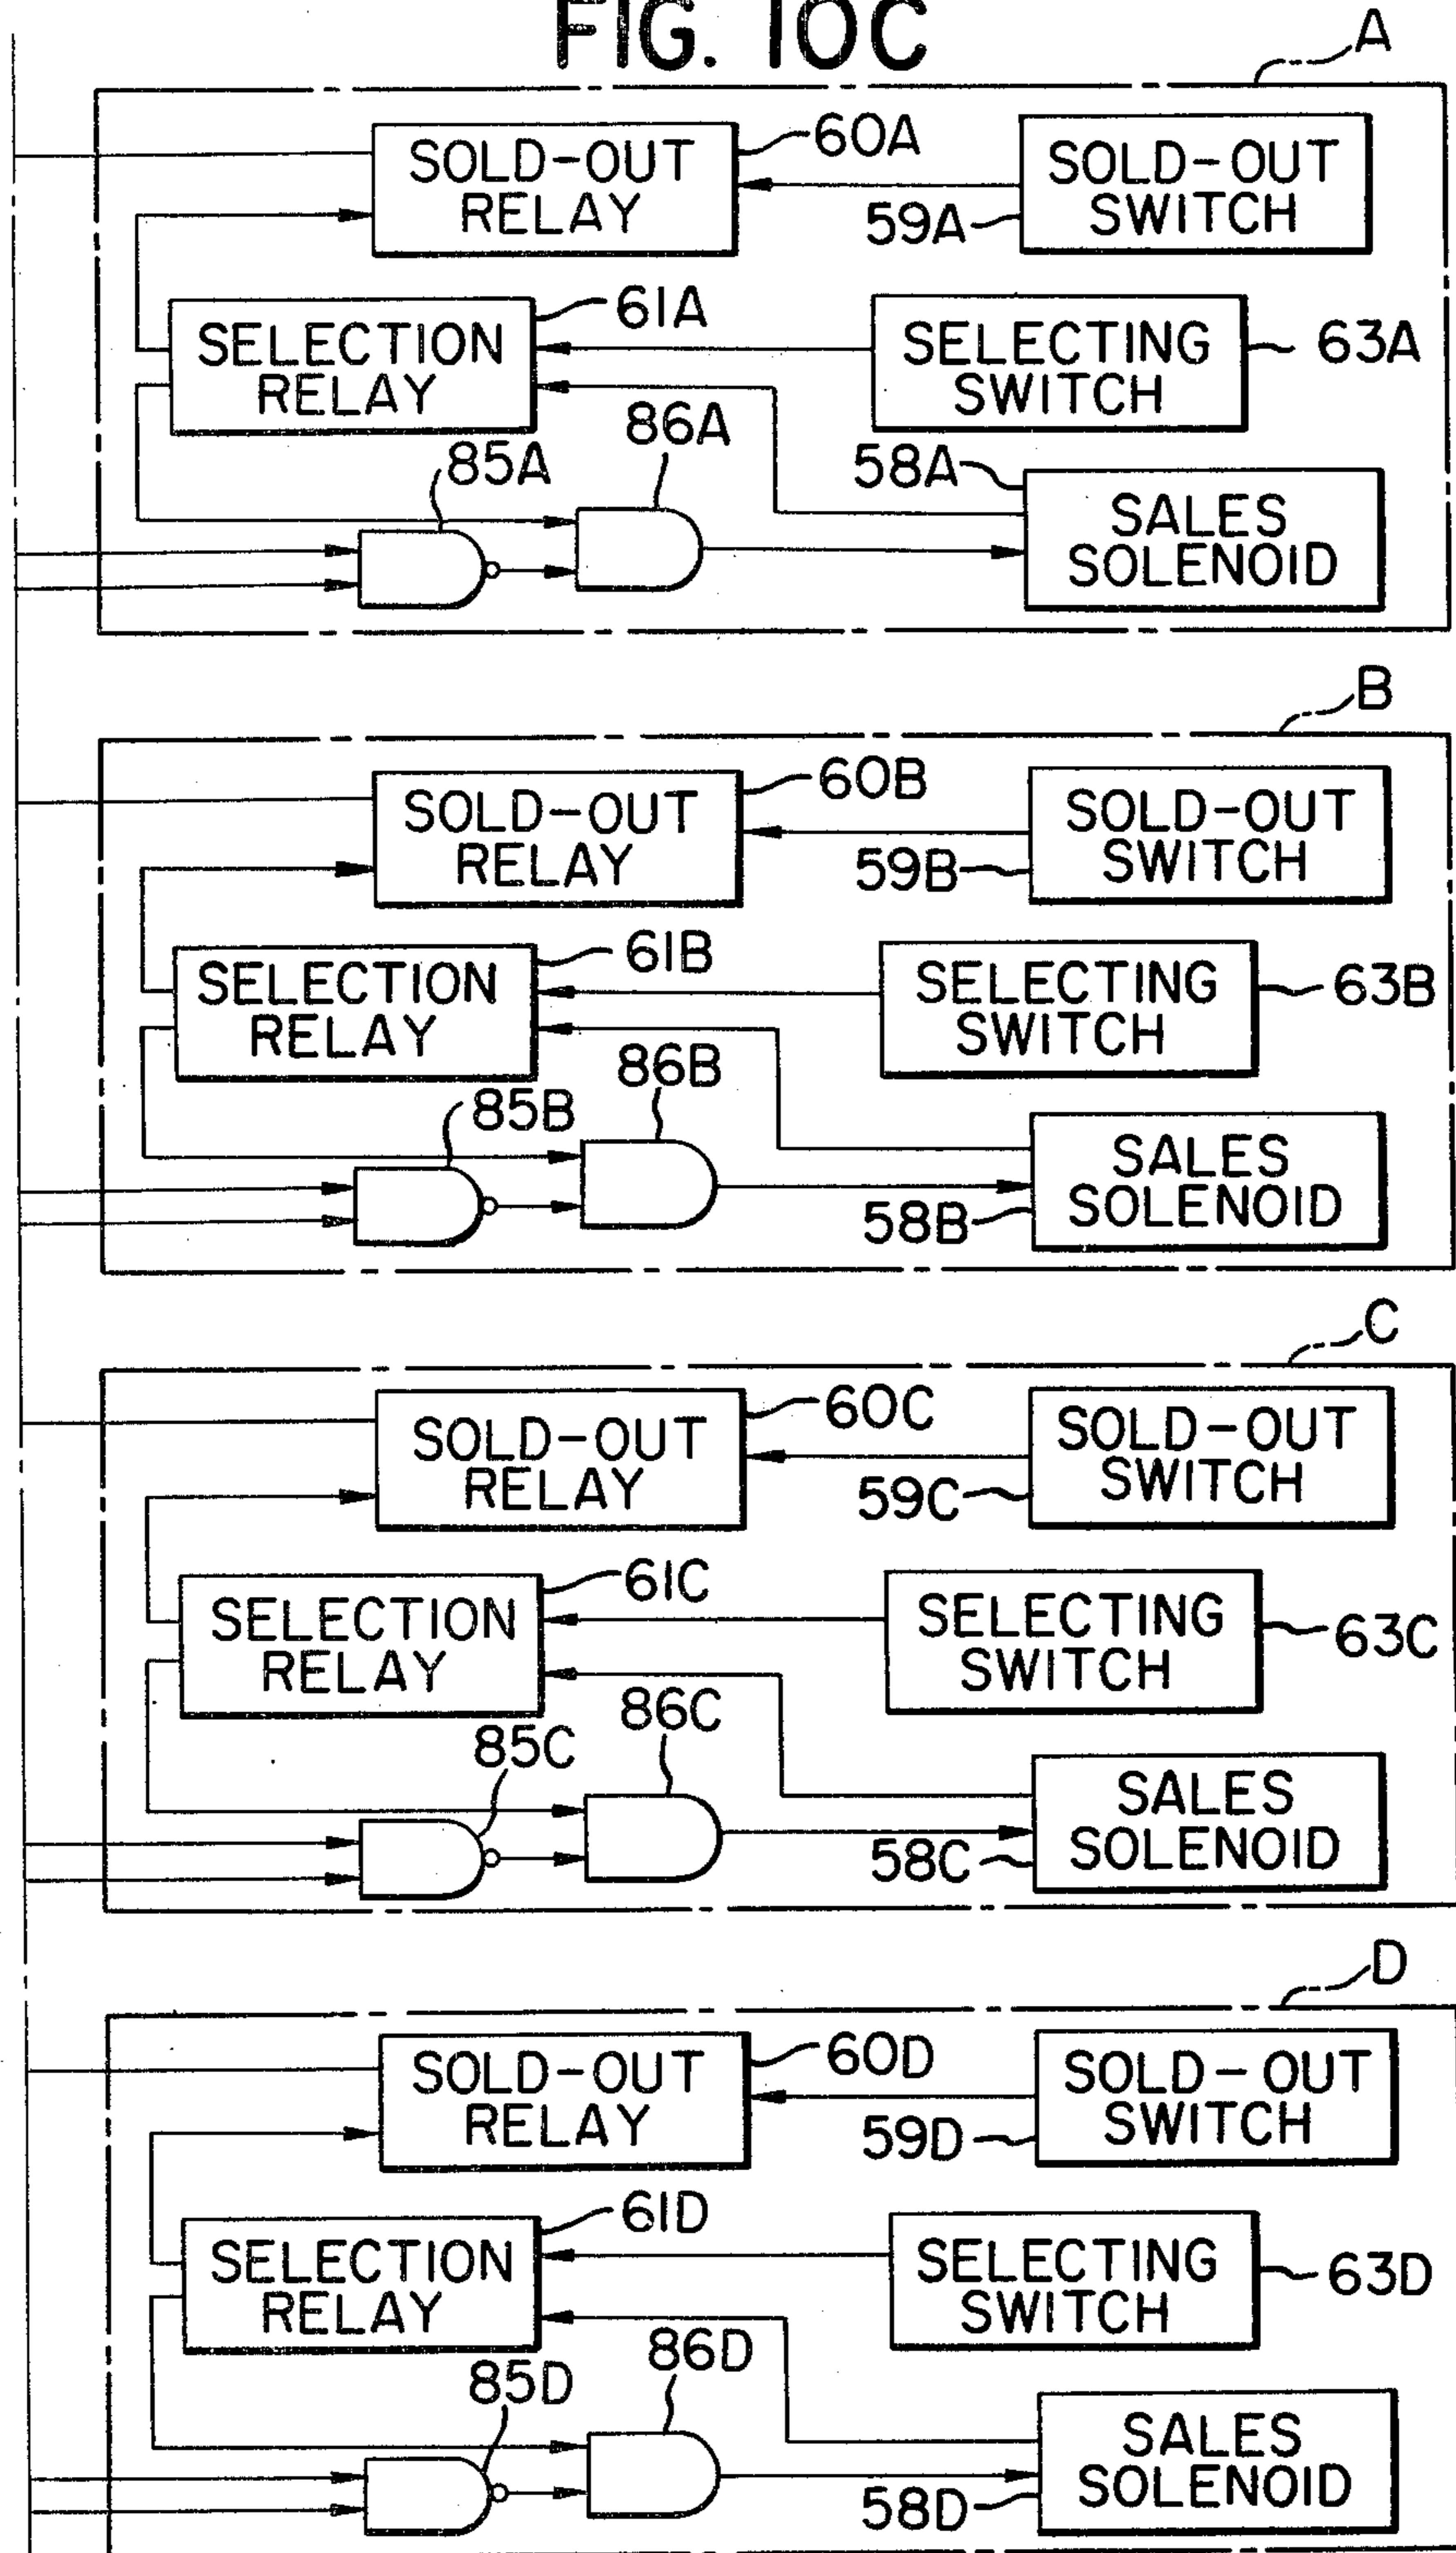 FIG. 10C
A
SOLD-OUT
RELAY
60A
SOLD-OUT
SWITCH
59A
SELECTION
RELAY
61A
SELECTING
SWITCH
63A
85A
86A
58A
SALES
SOLENOID
B
SOLD-OUT
RELAY
60B
SOLD-OUT
SWITCH
59B
SELECTION
RELAY
61B
SELECTING
SWITCH
63B
85B
86B
58B
SALES
SOLENOID
C
SOLD-OUT
RELAY
60C
SOLD-OUT
SWITCH
59C
SELECTION
RELAY
61C
SELECTING
SWITCH
63C
85C
86C
58C
SALES
SOLENOID
D
SOLD-OUT
RELAY
60D
SOLD-OUT
SWITCH
59D
SELECTION
RELAY
61D
SELECTING
SWITCH
63D
85D
86D
58D
SALES
SOLENOID